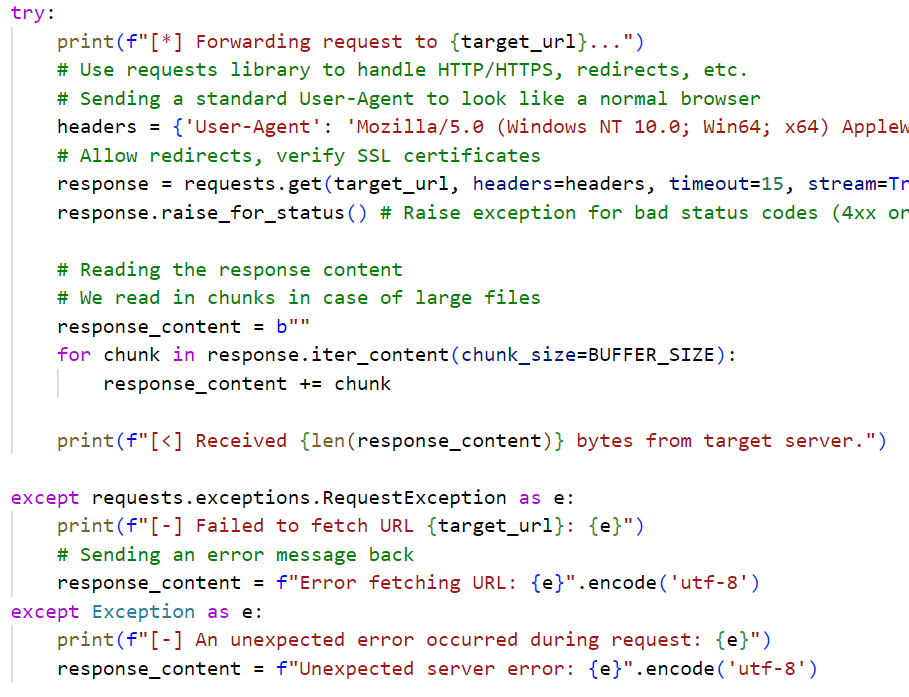 try:
    print(f"[*] Forwarding request to {target_url}...")
    # Use requests library to handle HTTP/HTTPS, redirects, etc.
    # Sending a standard User-Agent to look like a normal browser
    headers = {'User-Agent': 'Mozilla/5.0 (Windows NT 10.0; Win64; x64) AppleW
    # Allow redirects, verify SSL certificates
    response = requests.get(target_url, headers=headers, timeout=15, stream=Tr
    response.raise_for_status() # Raise exception for bad status codes (4xx or

    # Reading the response content
    # We read in chunks in case of large files
    response_content = b""
    for chunk in response.iter_content(chunk_size=BUFFER_SIZE):
        response_content += chunk

    print(f"[<] Received {len(response_content)} bytes from target server.")

except requests.exceptions.RequestException as e:
    print(f"[-] Failed to fetch URL {target_url}: {e}")
    # Sending an error message back
    response_content = f"Error fetching URL: {e}".encode('utf-8')
except Exception as e:
    print(f"[-] An unexpected error occurred during request: {e}")
    response_content = f"Unexpected server error: {e}".encode('utf-8')